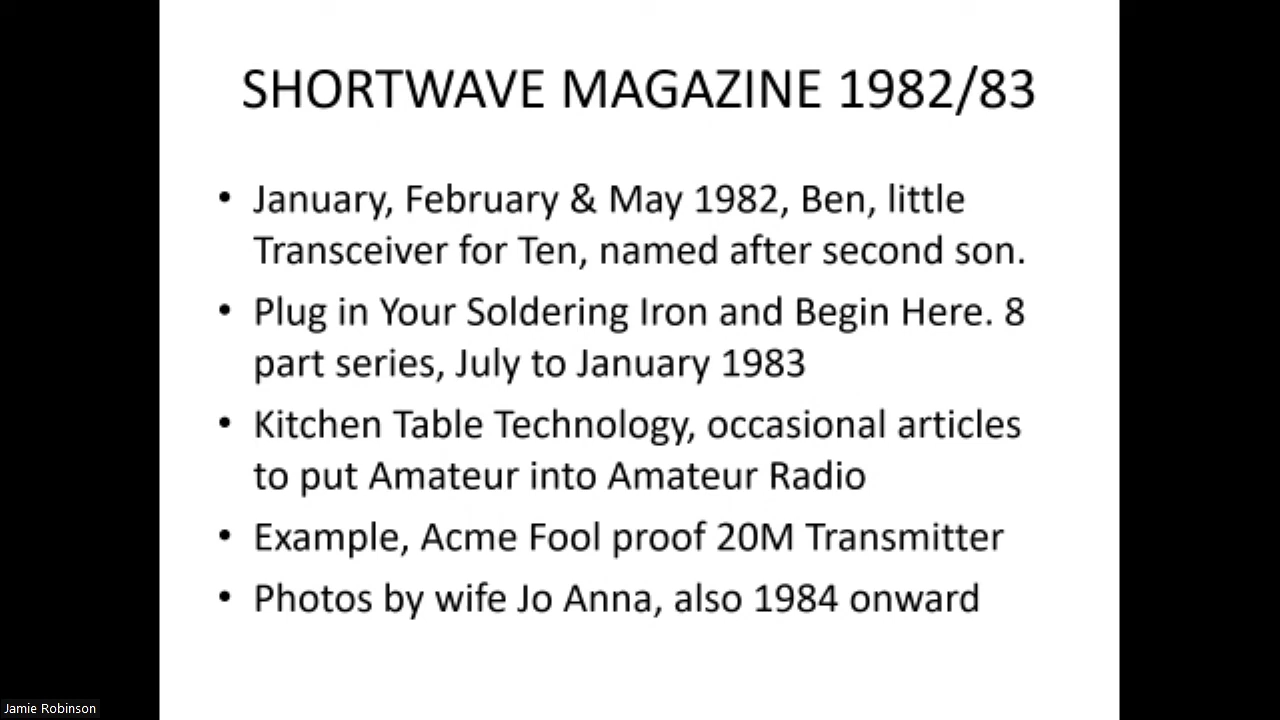 SHORTWAVE MAGAZINE 1982/83
• January, February & May 1982, Ben, little
Transceiver for Ten, named after second son.
• Plug in Your Soldering Iron and Begin Here. 8
part series, July to January 1983
• Kitchen Table Technology, occasional articles
to put Amateur into Amateur Radio
• Example, Acme Fool proof 20M Transmitter
• Photos by wife Jo Anna, also 1984 onward
Jamie Robinson